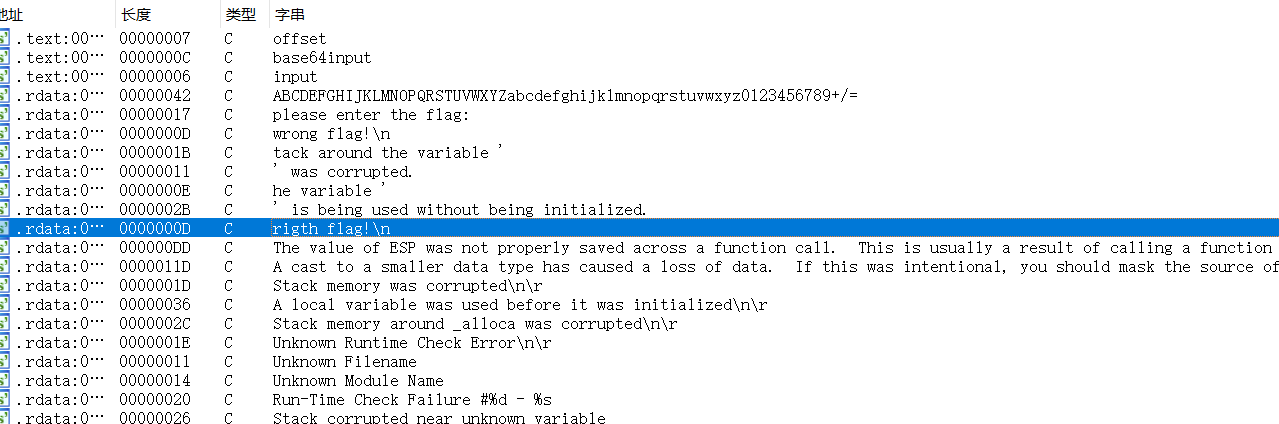 地址 长度 类型 字串
.text:00… 00000007 C offset
.text:00… 0000000C C base64input
.text:00… 00000006 C input
.rdata:0… 00000042 C ABCDEFGHIJKLMNOPQRSTUVWXYZabcdefghijklmnopqrstuvwxyz0123456789+/=
.rdata:0… 00000017 C please enter the flag:
.rdata:0… 0000000D C wrong flag!\n
.rdata:0… 0000001B C tack around the variable '
.rdata:0… 00000011 C ' was corrupted.
.rdata:0… 0000000E C he variable '
.rdata:0… 0000002B C ' is being used without being initialized.
.rdata:0… 0000000D C rigth flag!\n
.rdata:0… 000000DD C The value of ESP was not properly saved across a function call.  This is usually a result of calling a function
.rdata:0… 0000011D C A cast to a smaller data type has caused a loss of data.  If this was intentional, you should mask the source of
.rdata:0… 0000001D C Stack memory was corrupted\n\r
.rdata:0… 00000036 C A local variable was used before it was initialized\n\r
.rdata:0… 0000002C C Stack memory around _alloca was corrupted\n\r
.rdata:0… 0000001E C Unknown Runtime Check Error\n\r
.rdata:0… 00000011 C Unknown Filename
.rdata:0… 00000014 C Unknown Module Name
.rdata:0… 00000020 C Run-Time Check Failure #%d - %s
.rdata:0… 00000026 C Stack corrupted near unknown variable